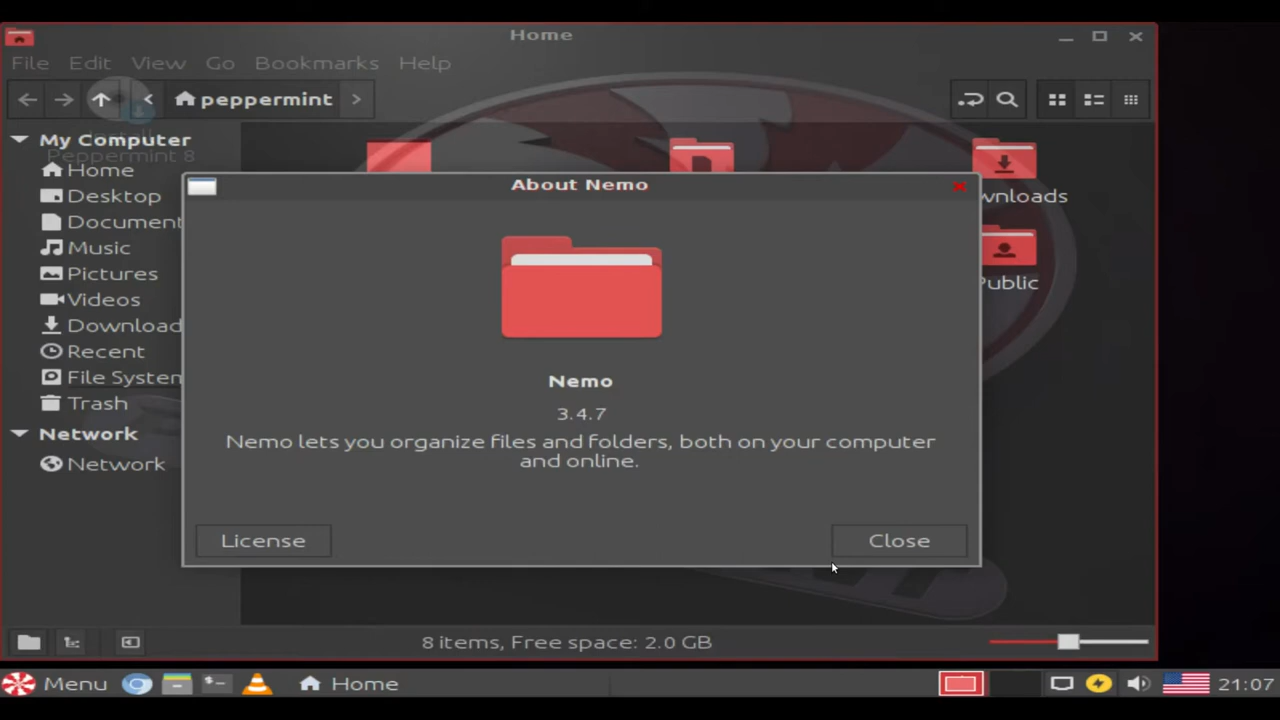 Home
File Edit View Go Bookmarks Help
peppermint
Install
Peppermint 8
My Computer
Home
Desktop
Document
Music
Pictures
Videos
Download
Recent
File System
Trash
Network
Network
wnloads
Public
About Nemo
Nemo
3.4.7
Nemo lets you organize files and folders, both on your computer
and online.
License
Close
8 items, Free space: 2.0 GB
Menu
Home
21:07